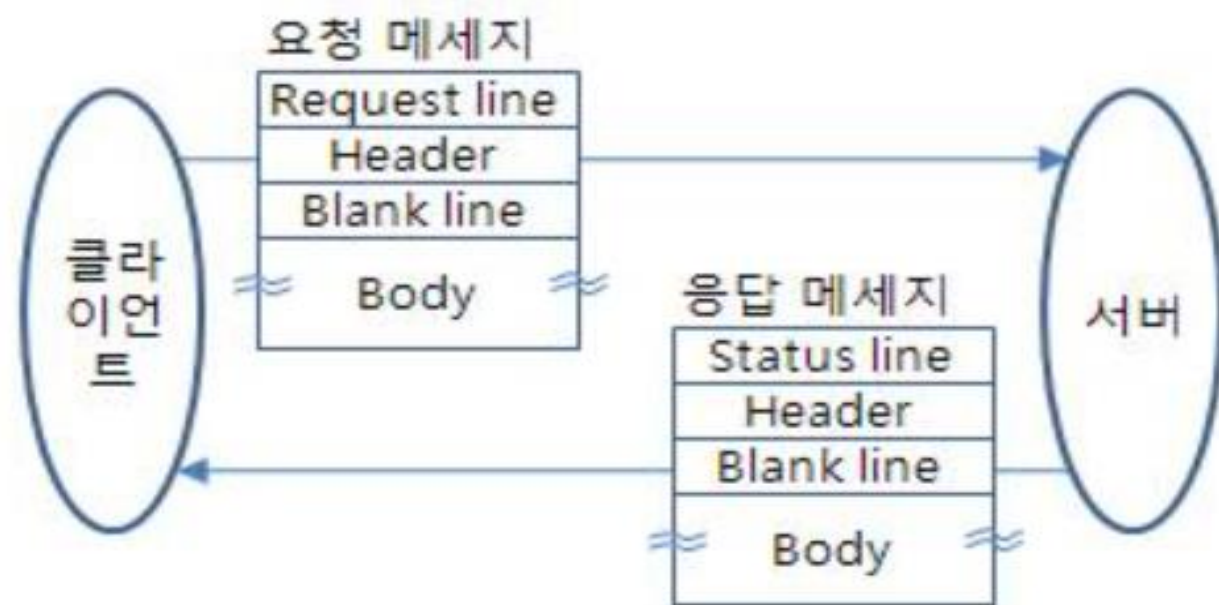 요청 메세지
Request line
Header
Blank line
Body
클라
이언
트
응답 메세지
Status line
Header
Blank line
Body
서버